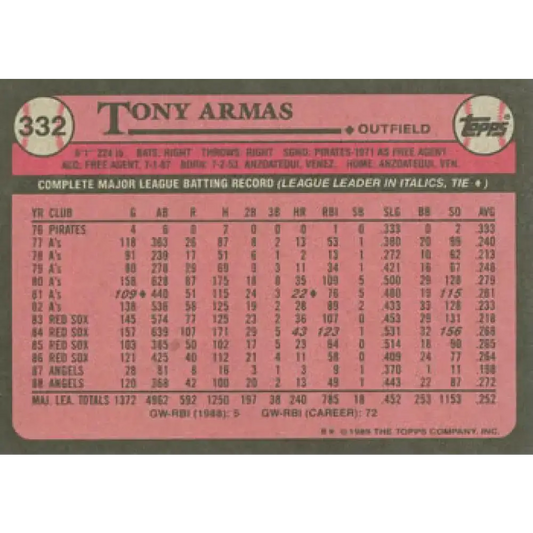 332
TONY ARMAS
OUTFIELD
TOPPS®
6'1" 224 lb. BATS: RIGHT THROWS: RIGHT SGND: PIRATES-1971 AS FREE AGENT
ACQ: FREE AGENT, 7-1-87 BORN: 7-2-53, ANZOATEQUI, VENEZ. HOME: ANZOATEQUI, VEN.
COMPLETE MAJOR LEAGUE BATTING RECORD (LEAGUE LEADER IN ITALICS, TIE ♦)
YR CLUB G AB R H 2B 3B HR RBI SB SLG BB SO AVG
76 PIRATES 4 6 0 2 0 0 0 1 0 .333 0 2 .333
77 A's 118 363 26 87 8 2 13 53 1 .380 20 99 .240
78 A's 91 239 17 51 6 1 2 13 1 .272 10 62 .213
79 A's 80 278 29 69 9 3 11 34 1 .421 16 67 .248
80 A's 158 628 87 175 18 8 35 109 5 .500 29 128 .279
81 A's 109♦ 440 51 115 24 3 22♦ 76 5 .480 19 115 .261
82 A's 138 536 58 125 19 2 28 89 2 .433 33 128 .233
83 RED SOX 145 574 77 125 23 2 36 107 0 .453 29 131 .218
84 RED SOX 157 639 107 171 29 5 43 123 1 .531 32 156 .268
85 RED SOX 103 385 50 102 17 5 23 64 0 .514 18 90 .265
86 RED SOX 121 425 40 112 21 4 11 58 0 .409 24 77 .264
87 ANGELS 28 81 8 16 3 1 3 9 1 .370 1 11 .198
88 ANGELS 120 368 42 100 20 2 13 49 1 .443 22 87 .272
MAJ. LEA. TOTALS 1372 4962 592 1250 197 38 240 785 18 .452 253 1153 .252
GW-RBI (1988): 5 GW-RBI (CAREER): 72
© 1989 THE TOPPS COMPANY, INC.